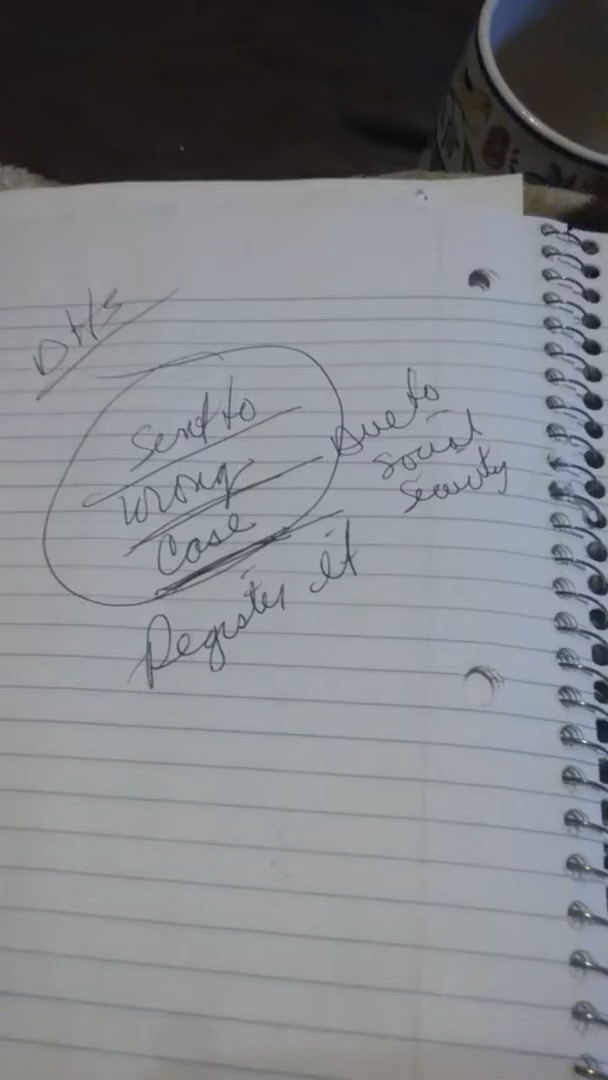 DHS
Sent to
Wrong
Case
Due to
Social
Security
Register it